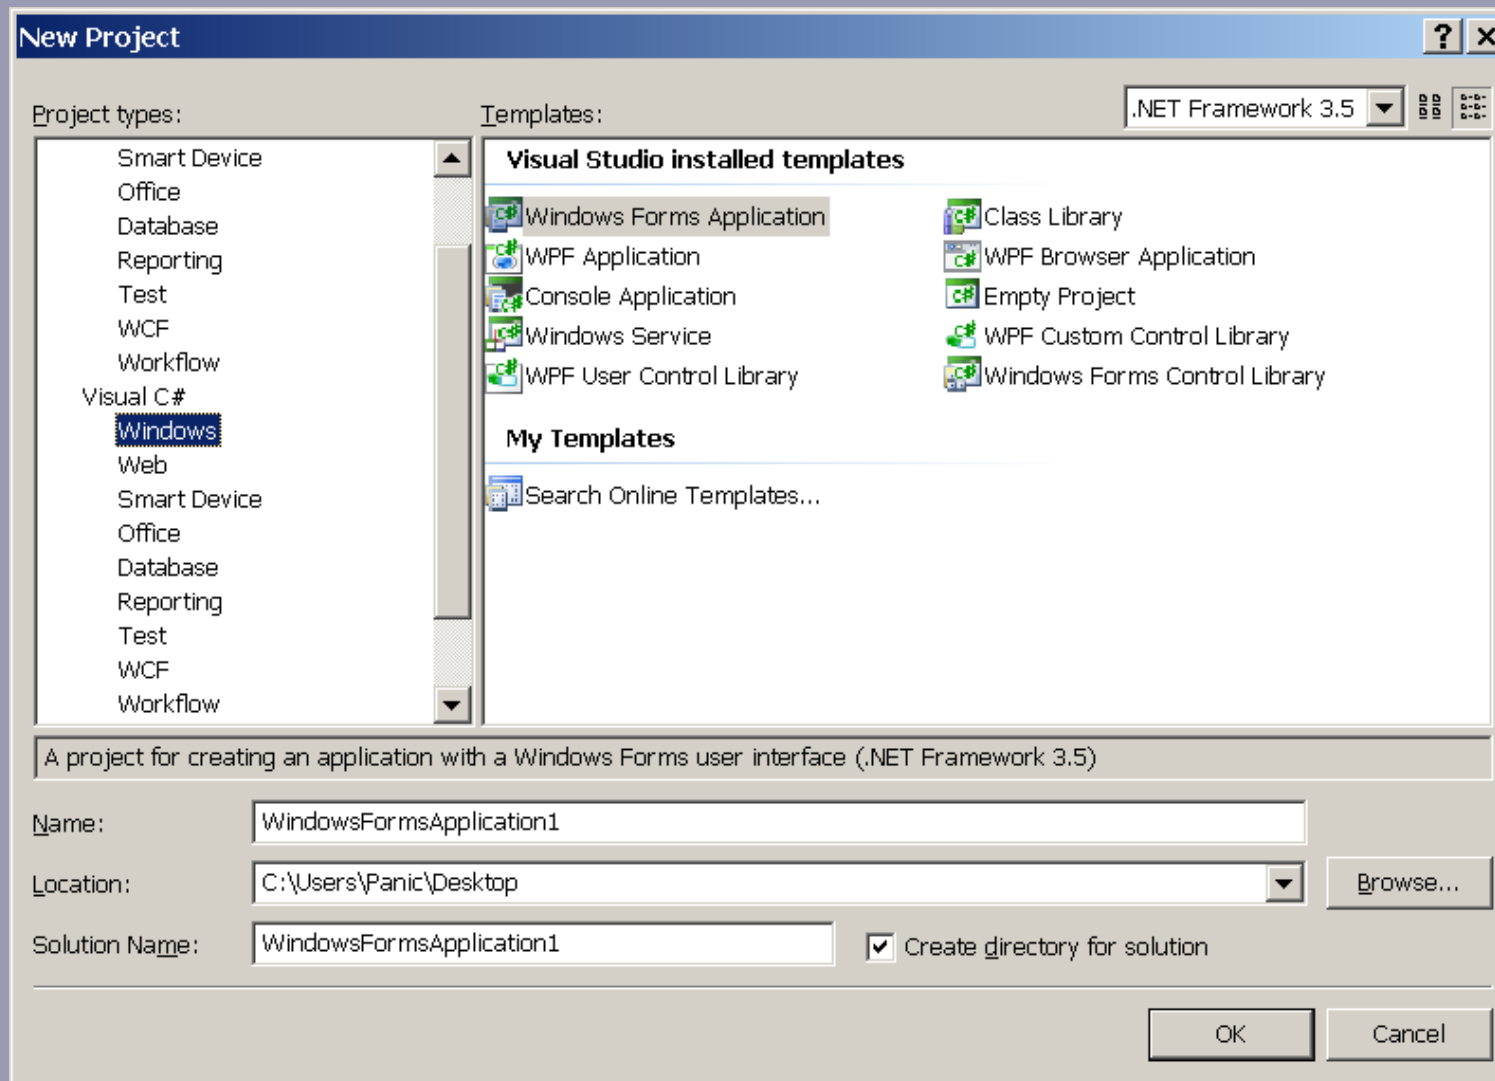 New Project
Project types:
Templates:
.NET Framework 3.5
Smart Device
Office
Database
Reporting
Test
WCF
Workflow
Visual C#
Windows
Web
Smart Device
Office
Database
Reporting
Test
WCF
Workflow
Visual Studio installed templates
Windows Forms Application
Class Library
WPF Application
WPF Browser Application
Console Application
Empty Project
Windows Service
WPF Custom Control Library
WPF User Control Library
Windows Forms Control Library
My Templates
Search Online Templates...
A project for creating an application with a Windows Forms user interface (.NET Framework 3.5)
Name:
WindowsFormsApplication1
Location:
C:\Users\Panic\Desktop
Browse...
Solution Name:
WindowsFormsApplication1
Create directory for solution
OK
Cancel